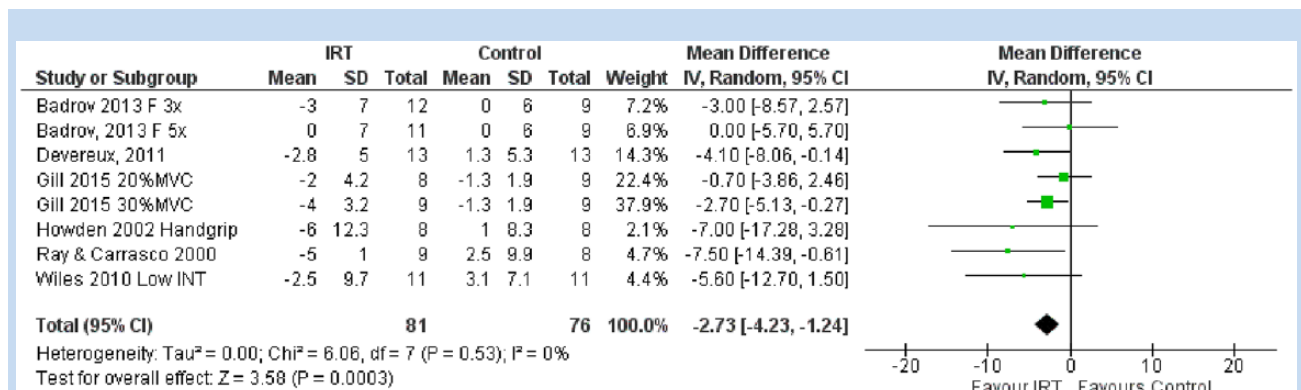 IRT Control Mean Difference Mean Difference
Study or Subgroup Mean SD Total Mean SD Total Weight IV, Random, 95% CI IV, Random, 95% CI
Badrov 2013 F 3x -3 7 12 0 6 9 7.2% -3.00 [-8.57, 2.57]
Badrov, 2013 F 5x 0 7 11 0 6 9 6.9% 0.00 [-5.70, 5.70]
Devereux, 2011 -2.8 5 13 1.3 5.3 13 14.3% -4.10 [-8.06, -0.14]
Gill 2015 20%MVC -2 4.2 8 -1.3 1.9 9 22.4% -0.70 [-3.86, 2.46]
Gill 2015 30%MVC -4 3.2 9 -1.3 1.9 9 37.9% -2.70 [-5.13, -0.27]
Howden 2002 Handgrip -6 12.3 8 1 8.3 8 2.1% -7.00 [-17.28, 3.28]
Ray & Carrasco 2000 -5 1 9 2.5 9.9 8 4.7% -7.50 [-14.39, -0.61]
Wiles 2010 Low INT -2.5 9.7 11 3.1 7.1 11 4.4% -5.60 [-12.70, 1.50]
Total (95% CI) 81 76 100.0% -2.73 [-4.23, -1.24]
Heterogeneity: Tau² = 0.00; Chi² = 6.06, df = 7 (P = 0.53); I² = 0%
Test for overall effect: Z = 3.58 (P = 0.0003)
-20 -10 0 10 20
Favour IRT Favours Control